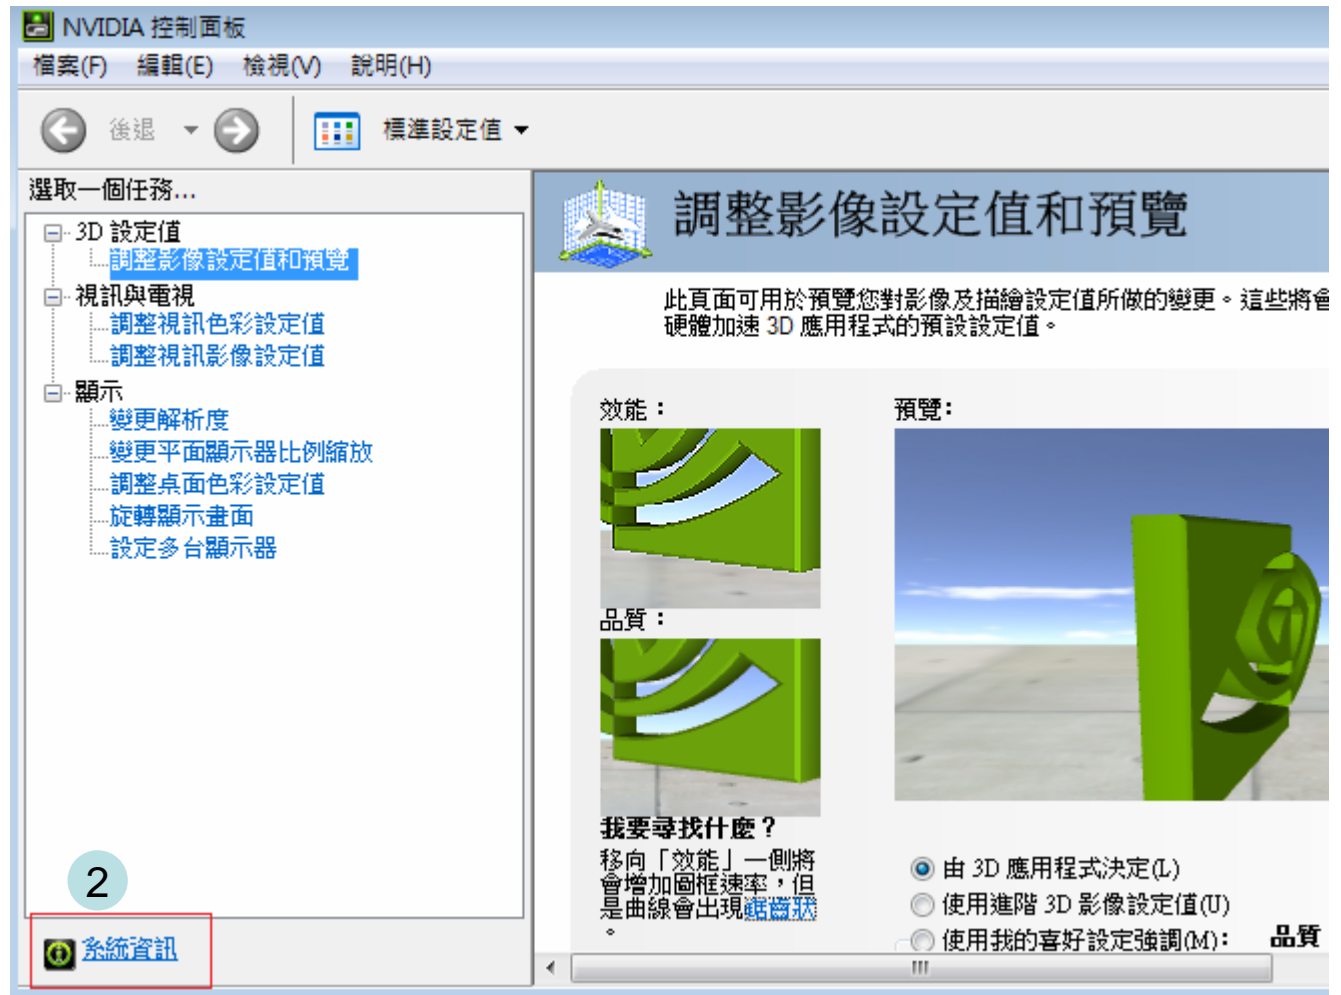 NVIDIA 控制面板
檔案(F) 編輯(E) 檢視(V) 說明(H)
後退 標準設定值
選取一個任務...
3D 設定值
調整影像設定值和預覽
視訊與電視
調整視訊色彩設定值
調整視訊影像設定值
顯示
變更解析度
變更平面顯示器比例縮放
調整桌面色彩設定值
旋轉顯示畫面
設定多台顯示器
2
系統資訊
調整影像設定值和預覽
此頁面可用於預覽您對影像及描繪設定值所做的變更。這些將會
硬體加速 3D 應用程式的預設設定值。
效能：
預覽：
品質：
我要尋找什麼？
移向「效能」一側將
會增加圖框速率，但
是曲線會出現鋸齒狀
。
由 3D 應用程式決定(L)
使用進階 3D 影像設定值(U)
使用我的喜好設定強調(M)： 品質